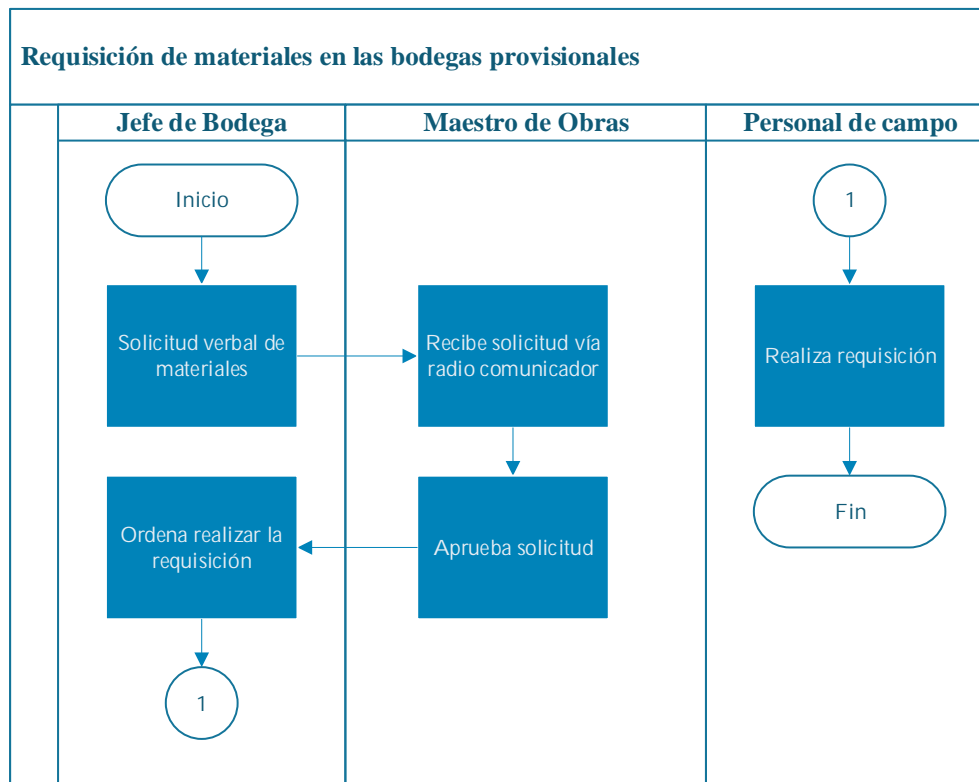 Requisición de materiales en las bodegas provisionales
Jefe de Bodega
Maestro de Obras
Personal de campo
Inicio
1
Solicitud verbal de
materiales
Recibe solicitud vía
radio comunicador
Realiza requisición
Ordena realizar la
requisición
Aprueba solicitud
Fin
1